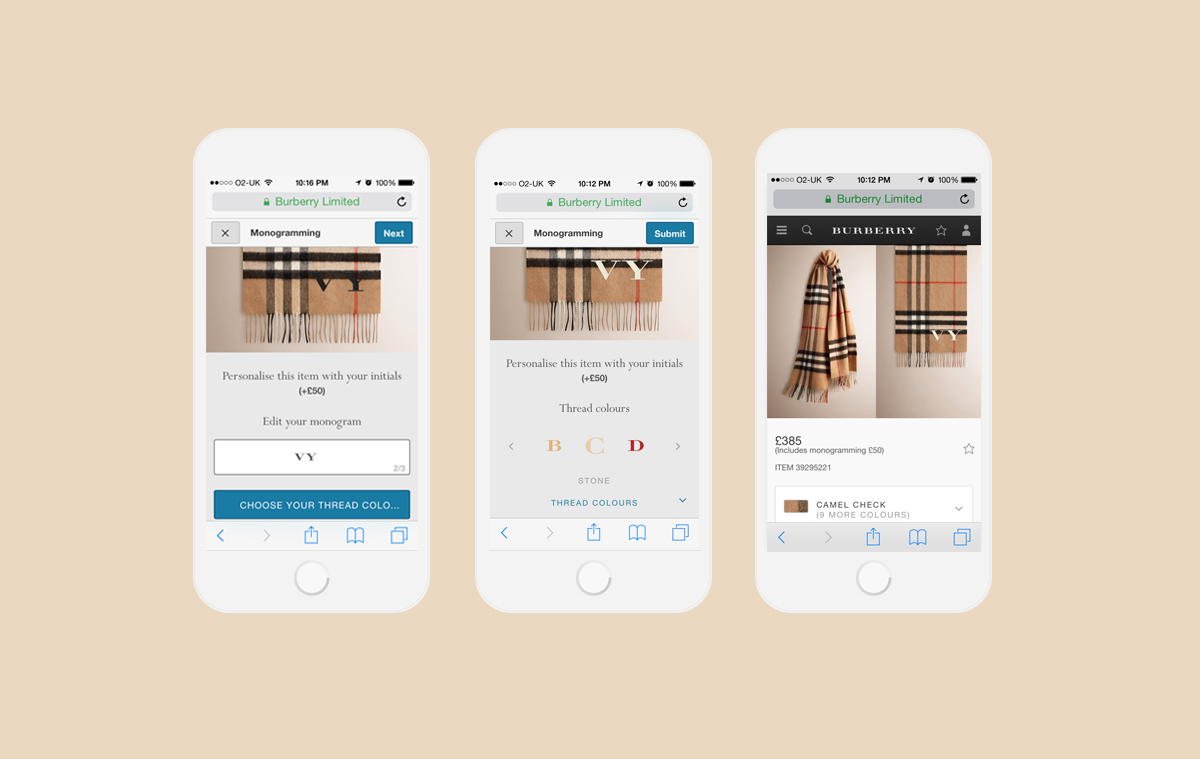 O2-UK 10:16 PM 100%
Burberry Limited
Monogramming Next
VY
Personalise this item with your initials
(+£50)
Edit your monogram
VY
2/3
CHOOSE YOUR THREAD COLO...
O2-UK 10:12 PM 100%
Burberry Limited
Monogramming Submit
VY
Personalise this item with your initials
(+£50)
Thread colours
B C D
STONE
THREAD COLOURS
O2-UK 10:12 PM 100%
Burberry Limited
BURBERRY
VY
£385
(Includes monogramming £50)
ITEM 39295221
CAMEL CHECK
(9 MORE COLOURS)